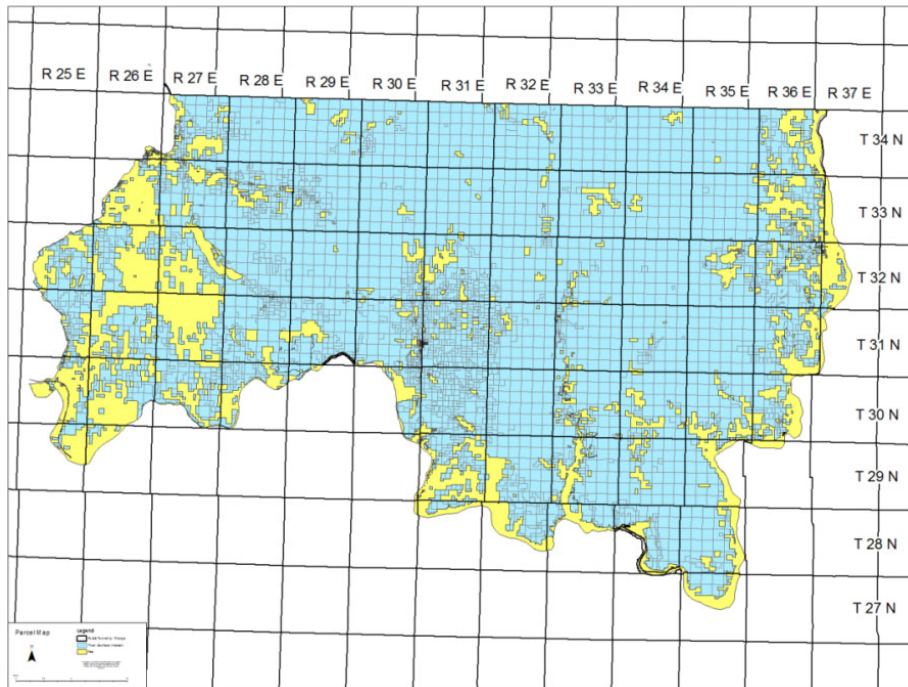 R 25 E R 26 E R 27 E R 28 E R 29 E R 30 E R 31 E R 32 E R 33 E R 34 E R 35 E R 36 E R 37 E
T 34 N
T 33 N
T 32 N
T 31 N
T 30 N
T 29 N
T 28 N
T 27 N
Parcel Map
Legend